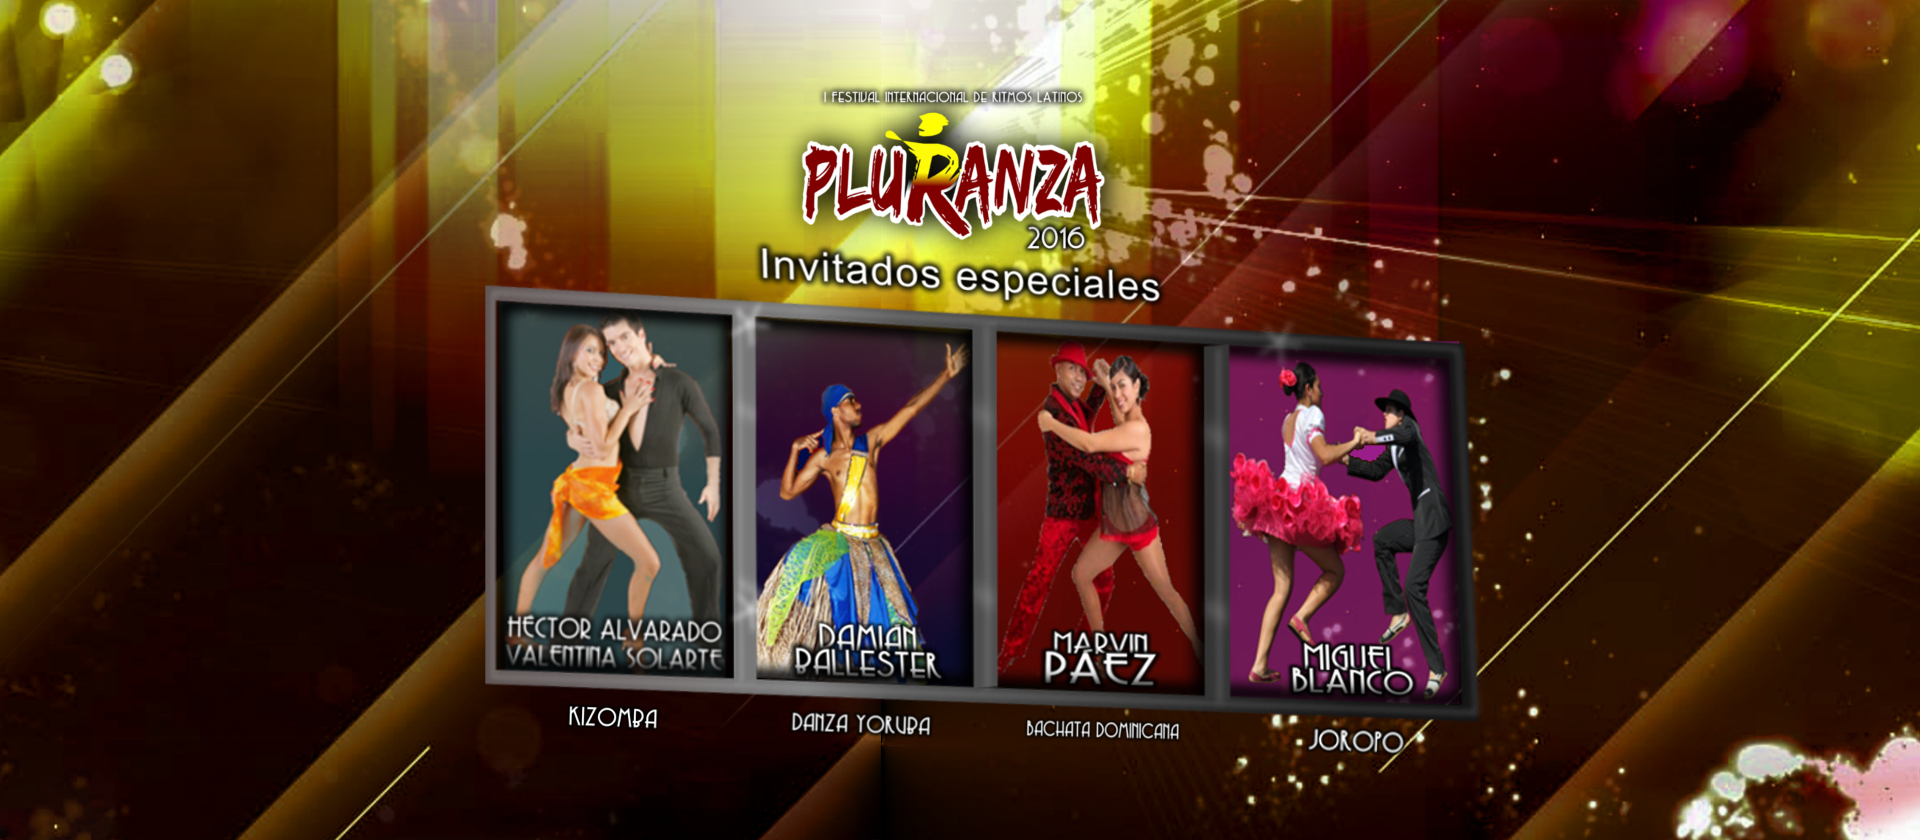 I FESTIVAL INTERNACIONAL DE RITMOS LATINOS
PLURANZA
2016
Invitados especiales
HECTOR ALVARADO
VALENTINA SOLARTE
KIZOMBA
DAMIAN
BALLESTER
DANZA YORUBA
MARVIN
PAEZ
BACHATA DOMINICANA
MIGUEL
BLANCO
JOROPO